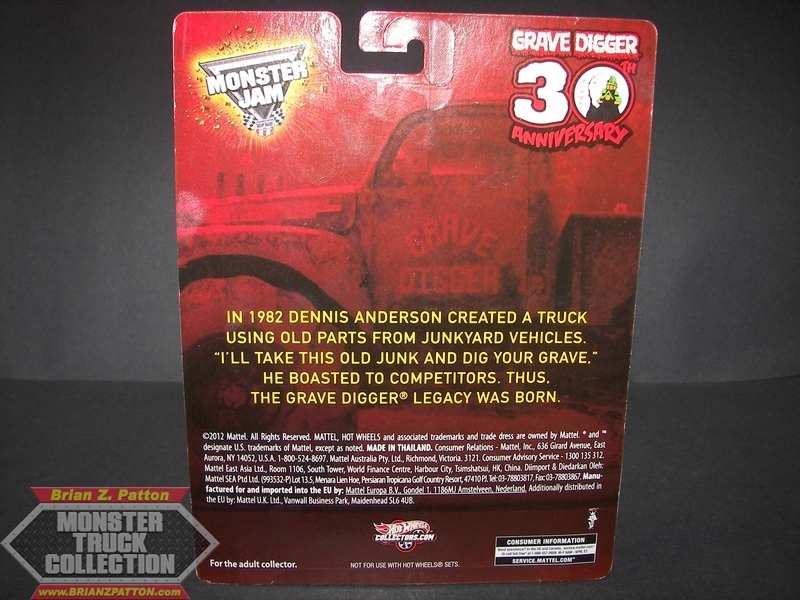 MONSTER JAM
GRAVE DIGGER
30TH
ANNIVERSARY
GRAVE
DIGGER
IN 1982 DENNIS ANDERSON CREATED A TRUCK
USING OLD PARTS FROM JUNKYARD VEHICLES.
“I’LL TAKE THIS OLD JUNK AND DIG YOUR GRAVE,”
HE BOASTED TO COMPETITORS. THUS,
THE GRAVE DIGGER® LEGACY WAS BORN.
©2012 Mattel. All Rights Reserved. MATTEL, HOT WHEELS and associated trademarks and trade dress are owned by Mattel. ® and ™
designate U.S. trademarks of Mattel, except as noted. MADE IN THAILAND. Consumer Relations - Mattel, Inc., 636 Girard Avenue, East
Aurora, NY 14052, U.S.A. 1-800-524-8697. Mattel Australia Pty. Ltd., Richmond, Victoria. 3121. Consumer Advisory Service - 1300 135 312.
Mattel East Asia Ltd., Room 1106, South Tower, World Finance Centre, Harbour City, Tsimshatsui, HK, China. Diimport & Diedarkan Oleh:
Mattel SEA Ptd Ltd. (993532-P) Lot 13.5, Menara Lien Hoe, Persiaran Tropicana Golf Country Resort, 47410 PJ. Tel: 03-78803817, Fax: 03-78803867. Manu-
factured for and imported into the EU by: Mattel Europa B.V., Gondel 1, 1186MJ Amstelveen, Nederland. Additionally distributed in
the EU by: Mattel U.K. Ltd., Vanwall Business Park, Maidenhead SL6 4UB.
HOT WHEELS
COLLECTORS.COM
CONSUMER INFORMATION
Need assistance? In the US and Canada, service.mattel.com
SERVICE.MATTEL.COM™
For the adult collector.
NOT FOR USE WITH HOT WHEELS® SETS.
Brian Z. Patton
MONSTER
TRUCK
COLLECTION
www.BRIANZPATTON.com